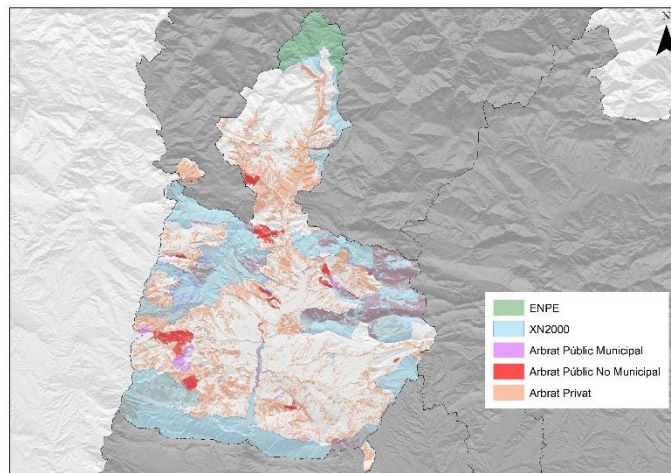 N
ENPE
XN2000
Arbrat Públic Municipal
Arbrat Públic No Municipal
Arbrat Privat